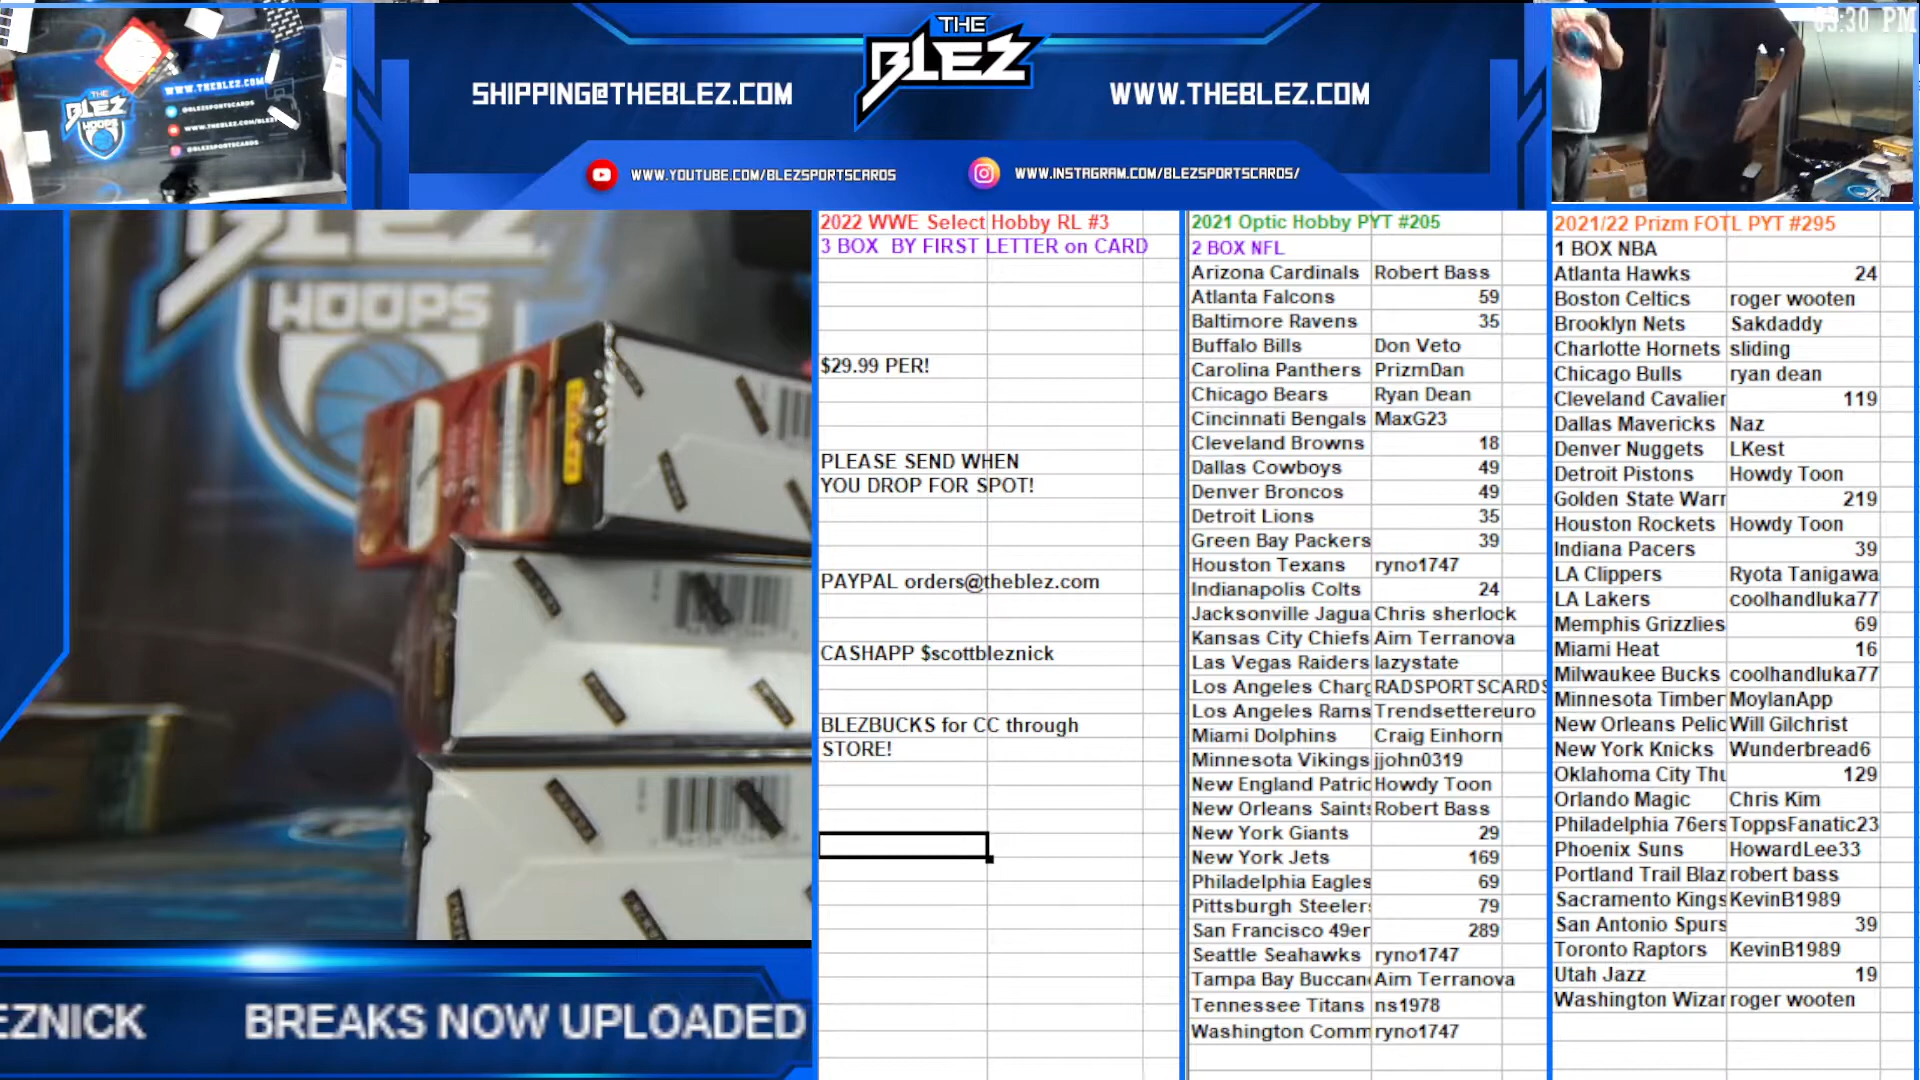 THE
BLEZ
HOOPS
WWW.THEBLEZ.COM
@BLEZSPORTSCARDS
@BLEZSPORTSCARDS
SHIPPING@THEBLEZ.COM
THE
BLEZ
WWW.THEBLEZ.COM
WWW.YOUTUBE.COM/BLEZSPORTSCARDS
WWW.INSTAGRAM.COM/BLEZSPORTSCARDS/
:30 PM
BLEZ
HOOPS
2022 WWE Select Hobby RL #3
3 BOX BY FIRST LETTER on CARD
$29.99 PER!
PLEASE SEND WHEN
YOU DROP FOR SPOT!
PAYPAL orders@theblez.com
CASHAPP $scottbleznick
BLEZBUCKS for CC through
STORE!
2021 Optic Hobby PYT #205
2 BOX NFL
Arizona Cardinals Robert Bass
Atlanta Falcons 59
Baltimore Ravens 35
Buffalo Bills Don Veto
Carolina Panthers PrizmDan
Chicago Bears Ryan Dean
Cincinnati Bengals MaxG23
Cleveland Browns 18
Dallas Cowboys 49
Denver Broncos 49
Detroit Lions 35
Green Bay Packers 39
Houston Texans ryno1747
Indianapolis Colts 24
Jacksonville Jagua Chris sherlock
Kansas City Chiefs Aim Terranova
Las Vegas Raiders lazystate
Los Angeles Charg RADSPORTSCARDS
Los Angeles Rams Trendsettereuro
Miami Dolphins Craig Einhorn
Minnesota Vikings jjohn0319
New England Patric Howdy Toon
New Orleans Saints Robert Bass
New York Giants 29
New York Jets 169
Philadelphia Eagles 69
Pittsburgh Steeler 79
San Francisco 49er 289
Seattle Seahawks ryno1747
Tampa Bay Buccan Aim Terranova
Tennessee Titans ns1978
Washington Comm ryno1747
2021/22 Prizm FOTL PYT #295
1 BOX NBA
Atlanta Hawks 24
Boston Celtics roger wooten
Brooklyn Nets Sakdaddy
Charlotte Hornets sliding
Chicago Bulls ryan dean
Cleveland Cavalier 119
Dallas Mavericks Naz
Denver Nuggets LKest
Detroit Pistons Howdy Toon
Golden State Warr 219
Houston Rockets Howdy Toon
Indiana Pacers 39
LA Clippers Ryota Tanigawa
LA Lakers coolhandluka77
Memphis Grizzlies 69
Miami Heat 16
Milwaukee Bucks coolhandluka77
Minnesota Timber MoylanApp
New Orleans Pelic Will Gilchrist
New York Knicks Wunderbread6
Oklahoma City Thu 129
Orlando Magic Chris Kim
Philadelphia 76ers ToppsFanatic23
Phoenix Suns HowardLee33
Portland Trail Blaz robert bass
Sacramento Kings KevinB1989
San Antonio Spurs 39
Toronto Raptors KevinB1989
Utah Jazz 19
Washington Wizar roger wooten
EZNICK BREAKS NOW UPLOADED